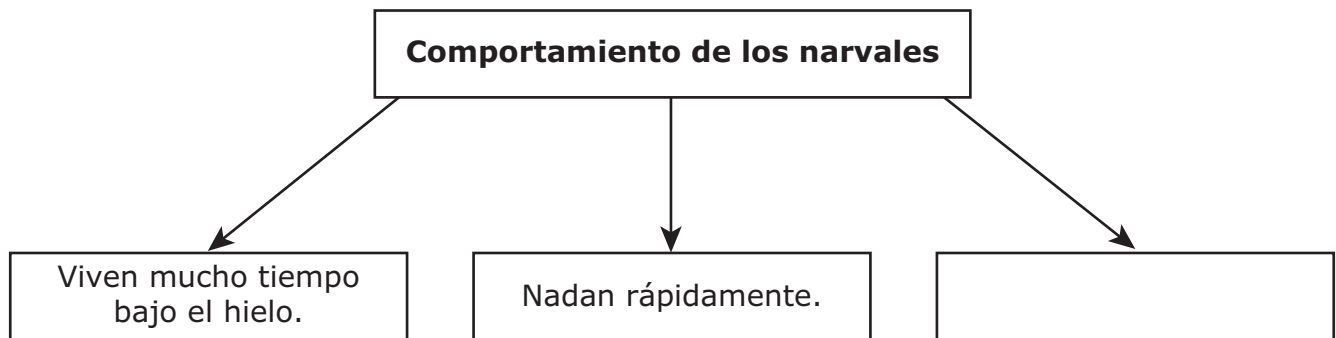 Comportamiento de los narvales
Viven mucho tiempo
bajo el hielo.
Nadan rápidamente.